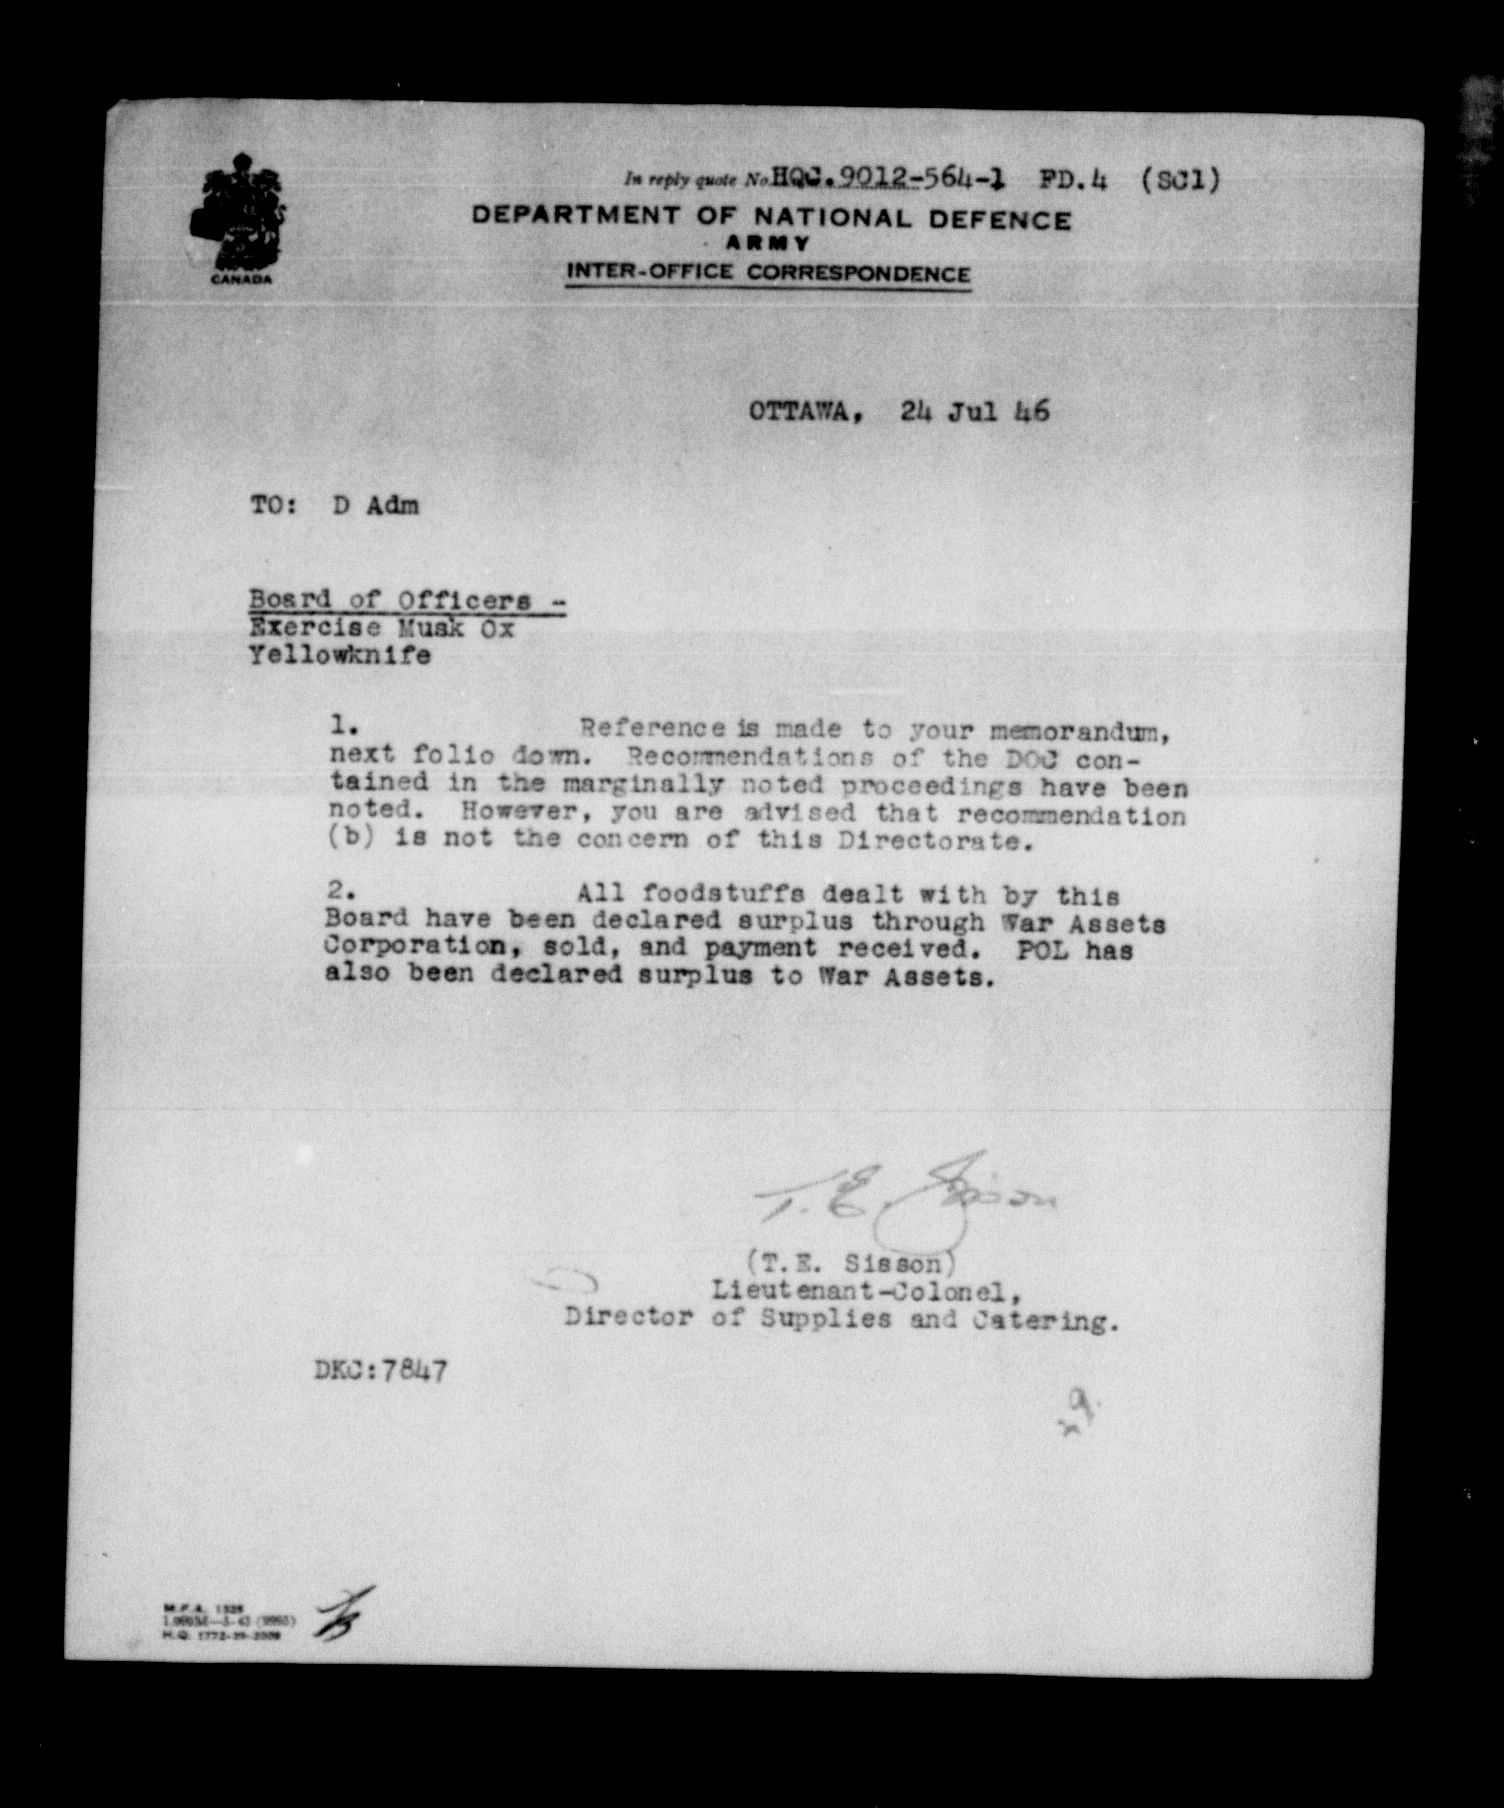 In reply quote No. HQC.9012-564-1 FD.4 (SC1)
DEPARTMENT OF NATIONAL DEFENCE
ARMY
INTER-OFFICE CORRESPONDENCE
CANADA
OTTAWA, 24 Jul 46
TO: D Adm
Board of Officers -
Exercise Musk Ox
Yellowknife
1. Reference is made to your memorandum,
next folio down. Recommendations of the DOC con-
tained in the marginally noted proceedings have been
noted. However, you are advised that recommendation
(b) is not the concern of this Directorate.
2. All foodstuffs dealt with by this
Board have been declared surplus through War Assets
Corporation, sold, and payment received. POL has
also been declared surplus to War Assets.
T. E. Sisson
(T.E. Sisson)
Lieutenant-Colonel,
Director of Supplies and Catering.
DKC:7847